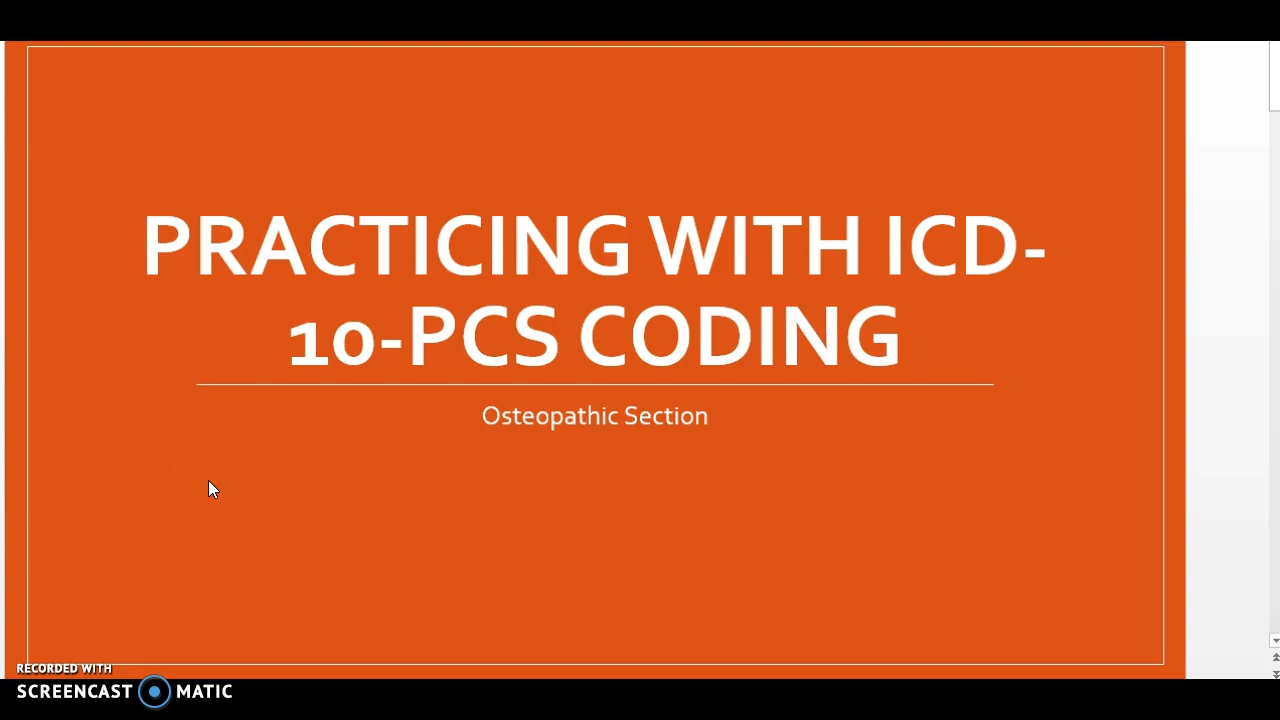 PRACTICING WITH ICD-
10-PCS CODING
Osteopathic Section
RECORDED WITH
SCREENCAST MATIC